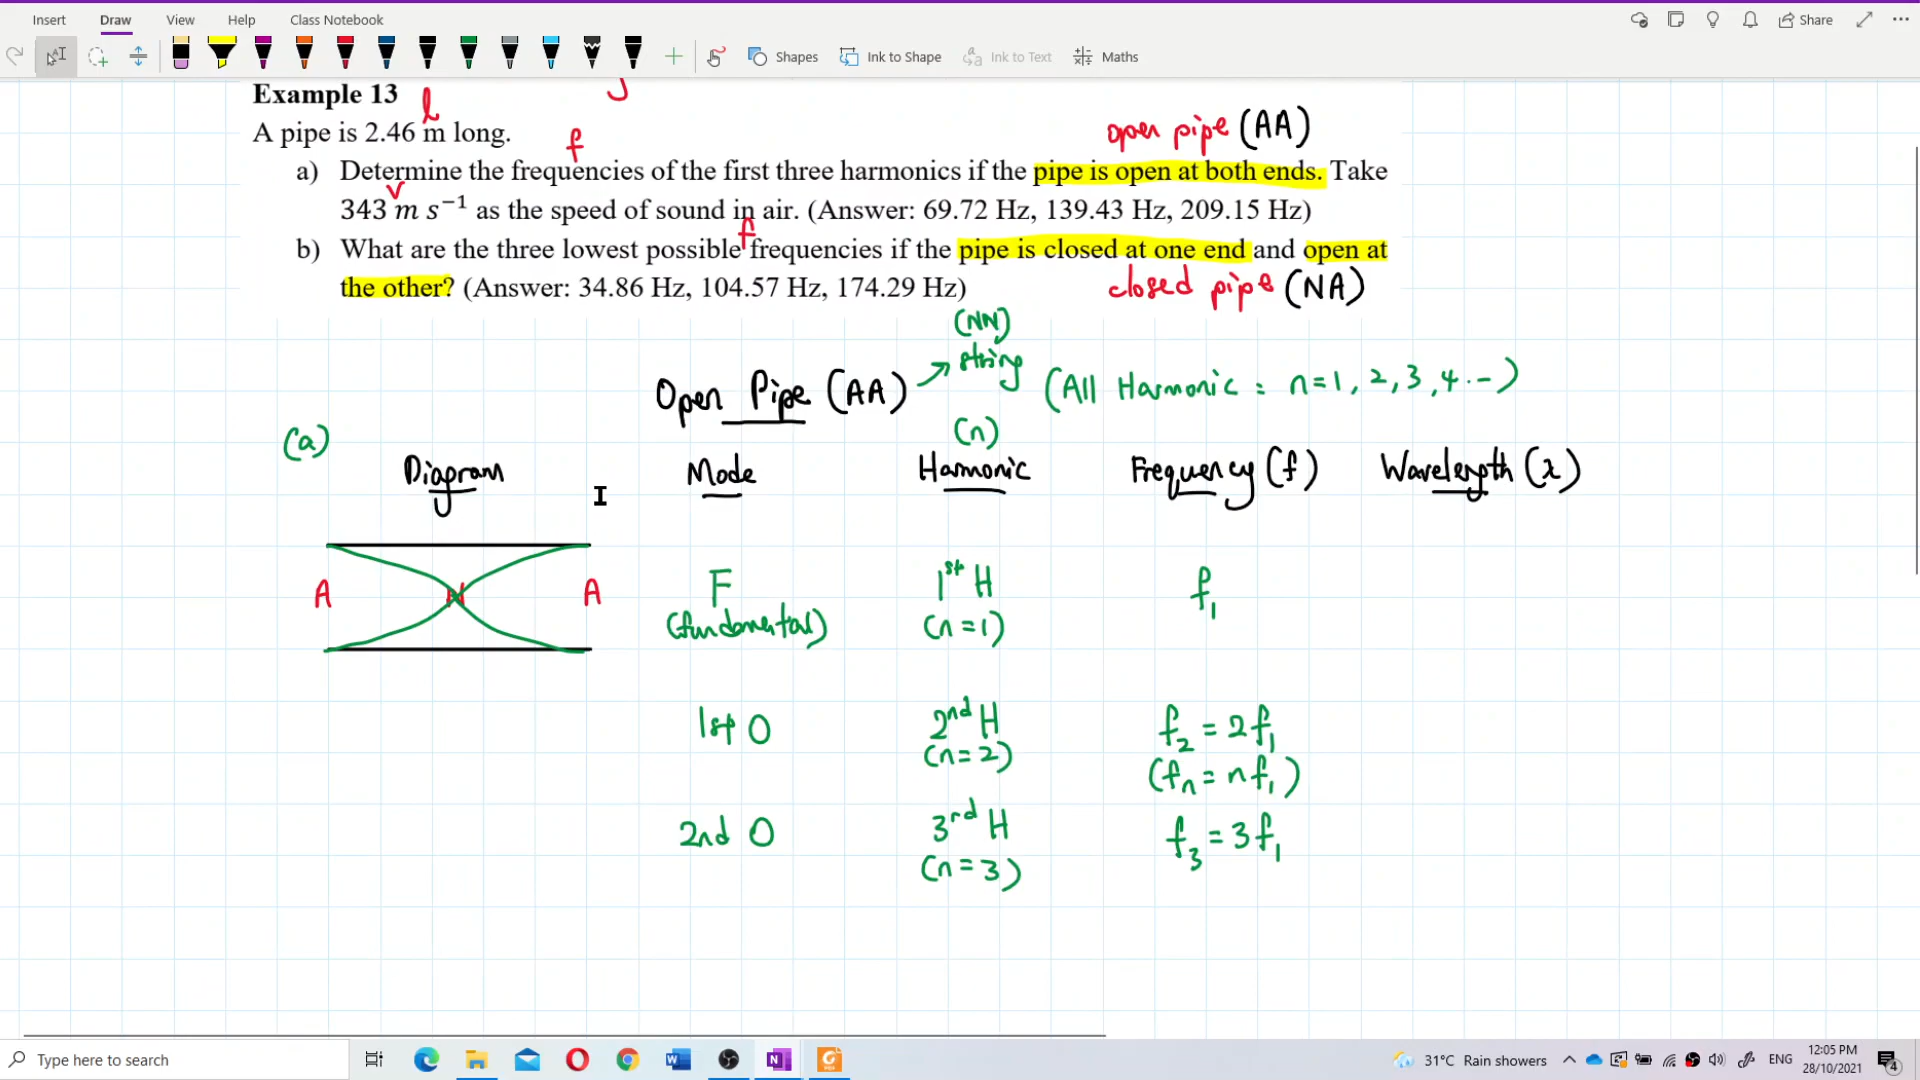 Insert Draw View Help Class Notebook Share
Shapes Ink to Shape Ink to Text Maths
Example 13
l
A pipe is 2.46 m long.
open pipe (AA)
f
a) Determine the frequencies of the first three harmonics if the pipe is open at both ends. Take
v
343 m s⁻¹ as the speed of sound in air. (Answer: 69.72 Hz, 139.43 Hz, 209.15 Hz)
f
b) What are the three lowest possible frequencies if the pipe is closed at one end and open at
the other? (Answer: 34.86 Hz, 104.57 Hz, 174.29 Hz)
closed pipe (NA)
(NN)
string
Open Pipe (AA) → (All Harmonic = n=1, 2, 3, 4..-)
(a)
(n)
Diagram Mode Harmonic Frequency (f) Wavelength (λ)
A N A
F 1st H f₁
(fundamental) (n=1)
1st O 2nd H f₂ = 2f₁
(n=2) (fₙ = nf₁)
2nd O 3rd H f₃ = 3f₁
(n=3)
Type here to search
31°C Rain showers ENG 12:05 PM
28/10/2021
4